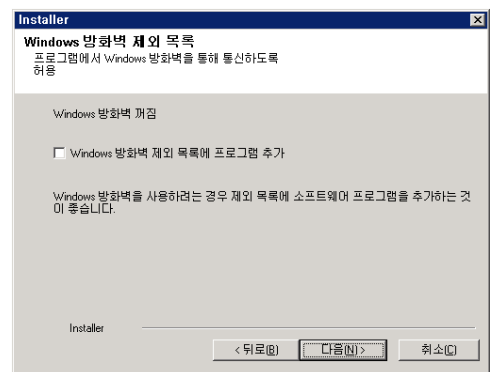 Installer
Windows 방화벽 제외 목록
프로그램에서 Windows 방화벽을 통해 통신하도록
허용
Windows 방화벽 꺼짐
Windows 방화벽 제외 목록에 프로그램 추가
Windows 방화벽을 사용하려는 경우 제외 목록에 소프트웨어 프로그램을 추가하는 것
이 좋습니다.
Installer
< 뒤로(B) 다음(N) > 취소(C)